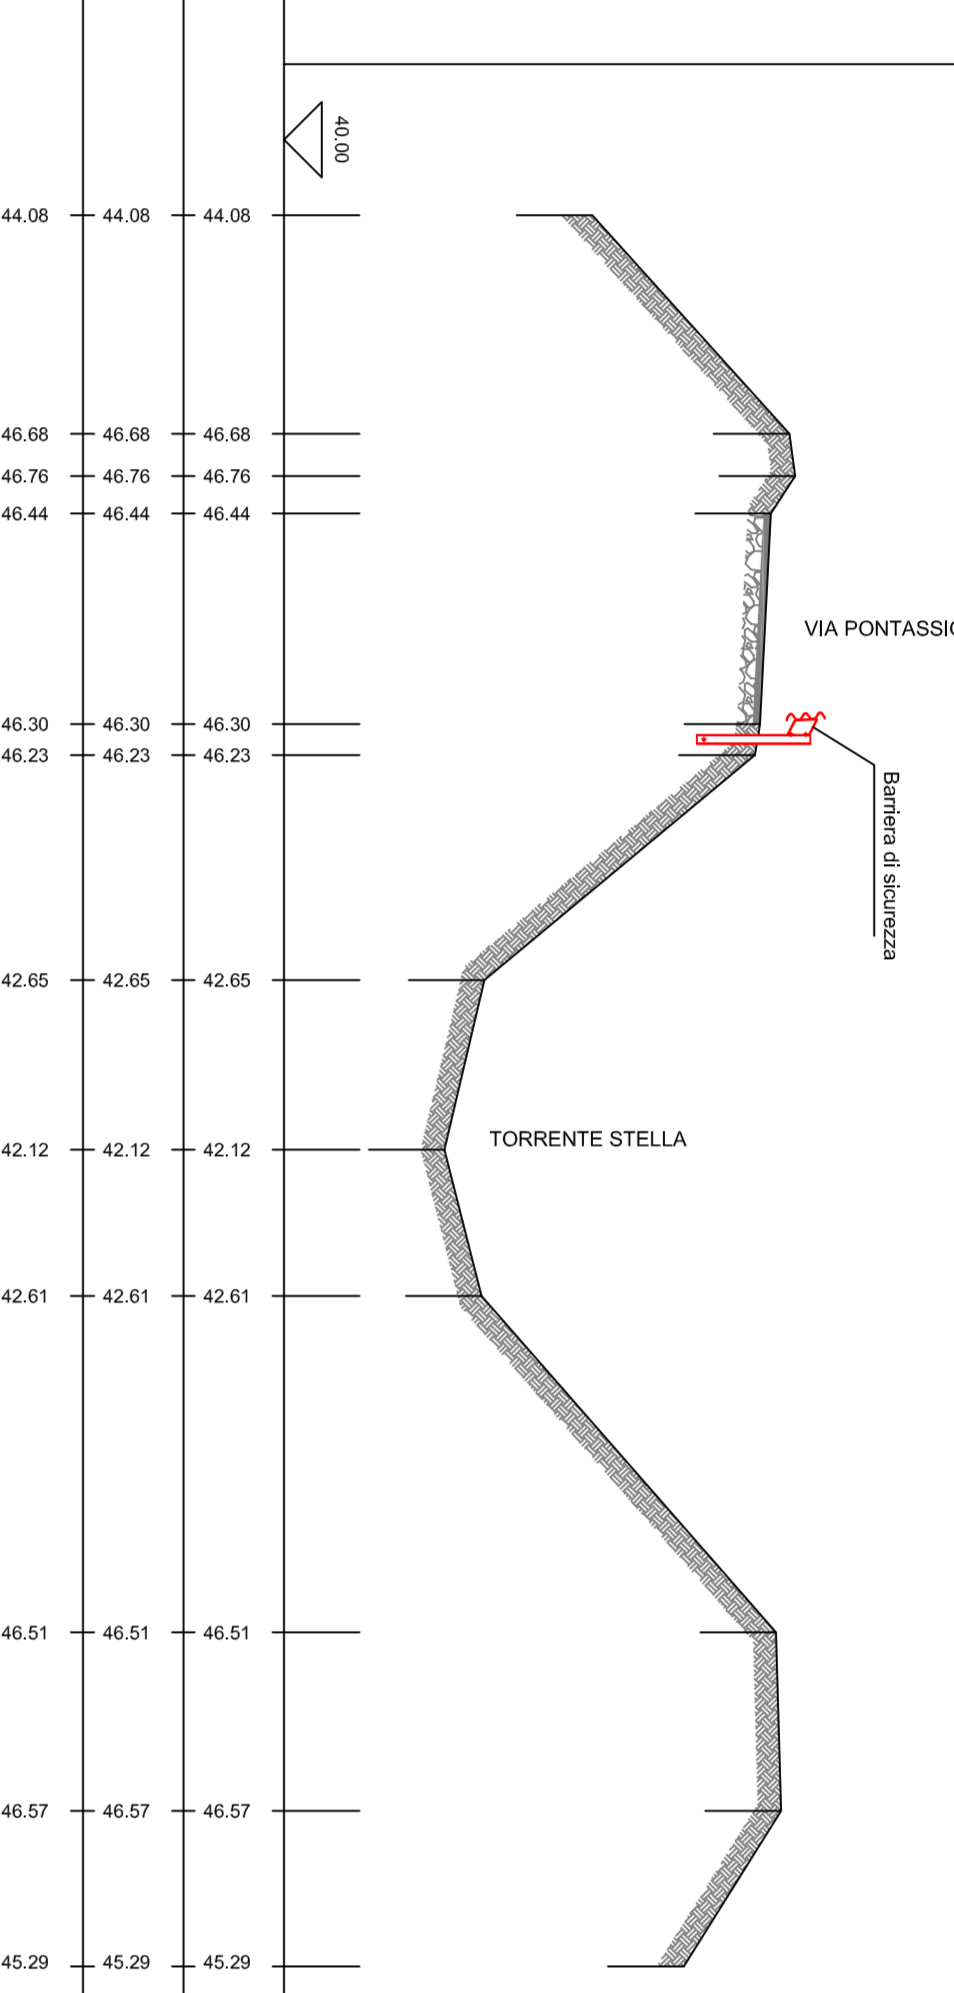 40.00
44.08 44.08 44.08
46.68 46.68 46.68
46.76 46.76 46.76
46.44 46.44 46.44
VIA PONTASSIO
46.30 46.30 46.30
46.23 46.23 46.23
Barriera di sicurezza
42.65 42.65 42.65
TORRENTE STELLA
42.12 42.12 42.12
42.61 42.61 42.61
46.51 46.51 46.51
46.57 46.57 46.57
45.29 45.29 45.29